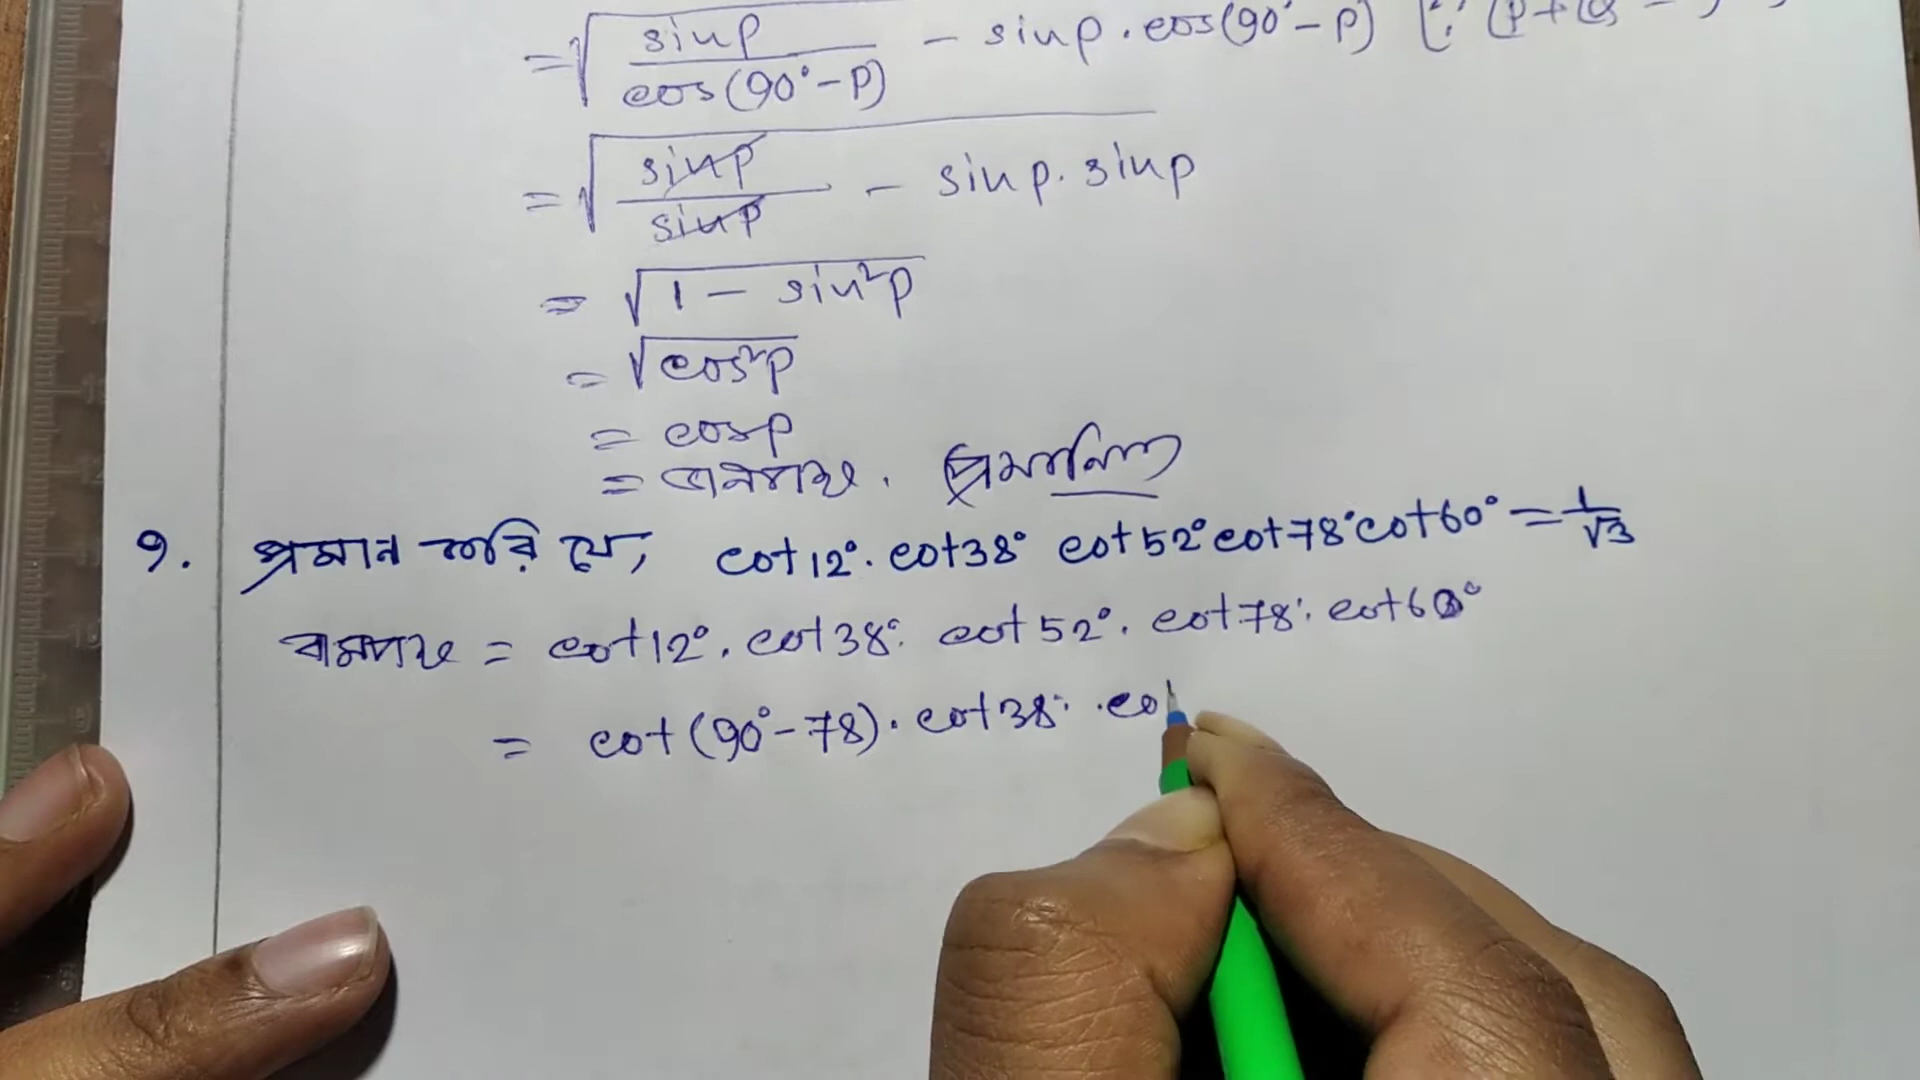 = √(sinp / cos(90°-p)) - sinp . cos(90°-p) [∵ (p+Q =
= √(sinp / sinp) - sinp. sinp
= √(1 - sin²p)
= √(cos²p)
= cosp
= ডানপক্ষ. প্রমানিত
৭. প্রমান করি যে, cot12°. cot38° cot52° cot78° cot60° = 1/√3
বামপক্ষ = cot12°. cot38°. cot52°. cot78°. cot60°
= cot(90°-78). cot38°. co